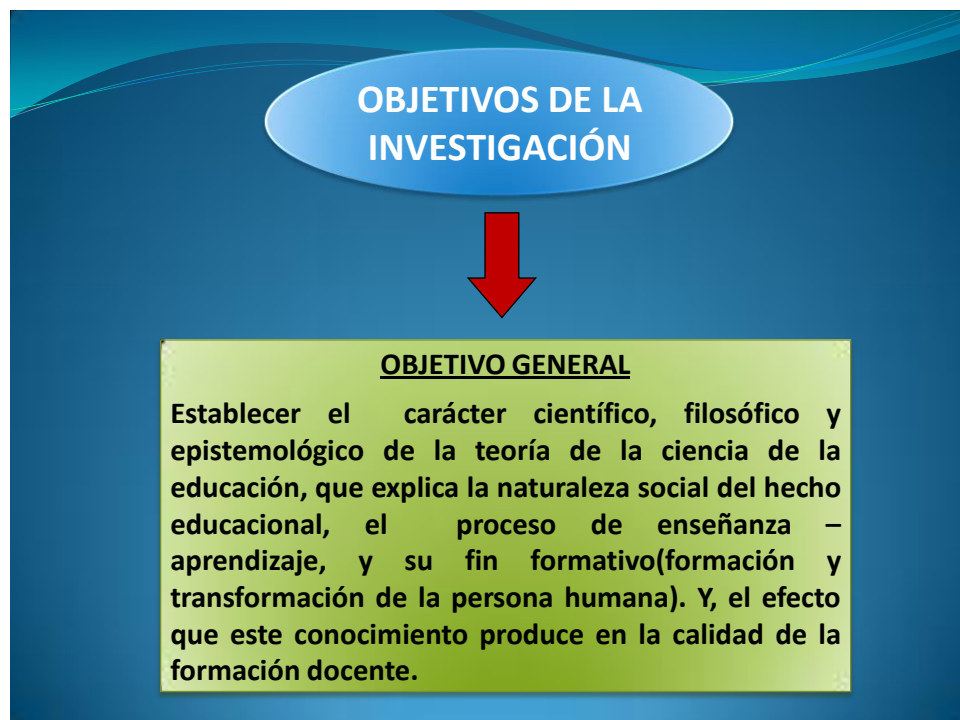 OBJETIVOS DE LA
INVESTIGACIÓN
OBJETIVO GENERAL
Establecer el carácter científico, filosófico y
epistemológico de la teoría de la ciencia de la
educación, que explica la naturaleza social del hecho
educacional, el proceso de enseñanza –
aprendizaje, y su fin formativo(formación y
transformación de la persona humana). Y, el efecto
que este conocimiento produce en la calidad de la
formación docente.